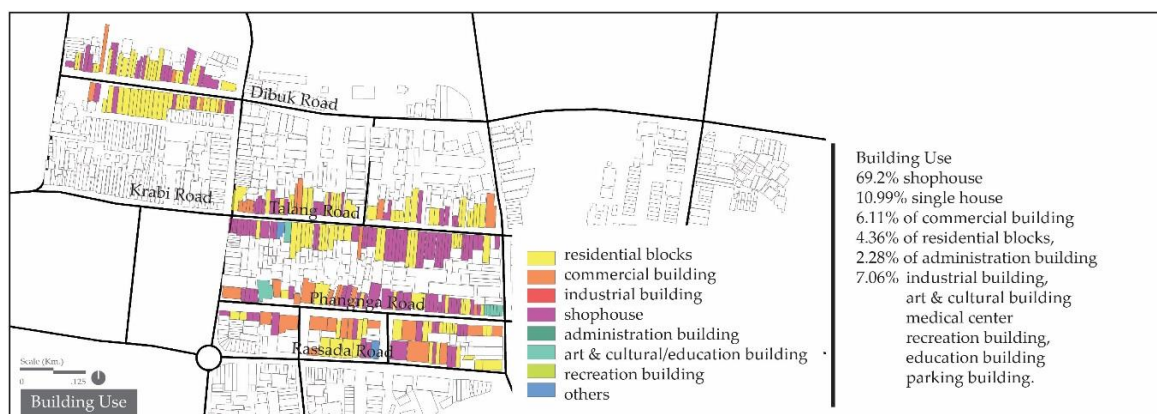 Dibuk Road
Krabi Road
Talang Road
Phangnga Road
Rassada Road
Scale (Km.)
0 .125
Building Use
residential blocks
commercial building
industrial building
shophouse
administration building
art & cultural/education building
recreation building
others
Building Use
69.2% shophouse
10.99% single house
6.11% of commercial building
4.36% of residential blocks,
2.28% of administration building
7.06% industrial building,
art & cultural building
medical center
recreation building,
education building
parking building.